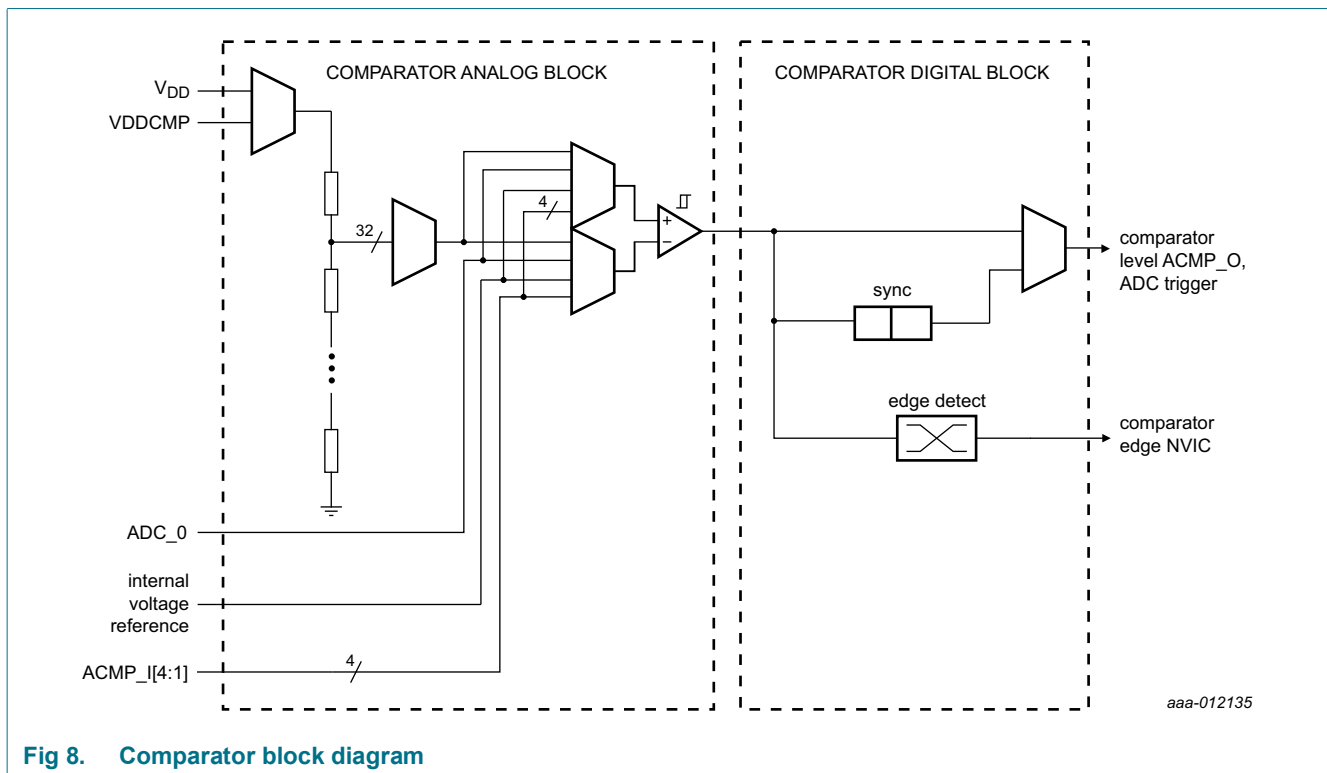 COMPARATOR ANALOG BLOCK
COMPARATOR DIGITAL BLOCK
VDD
VDDCMP
32
4
+
−
sync
comparator
level ACMP_O,
ADC trigger
edge detect
comparator
edge NVIC
ADC_0
internal
voltage
reference
ACMP_I[4:1]
4
aaa-012135
Fig 8. Comparator block diagram